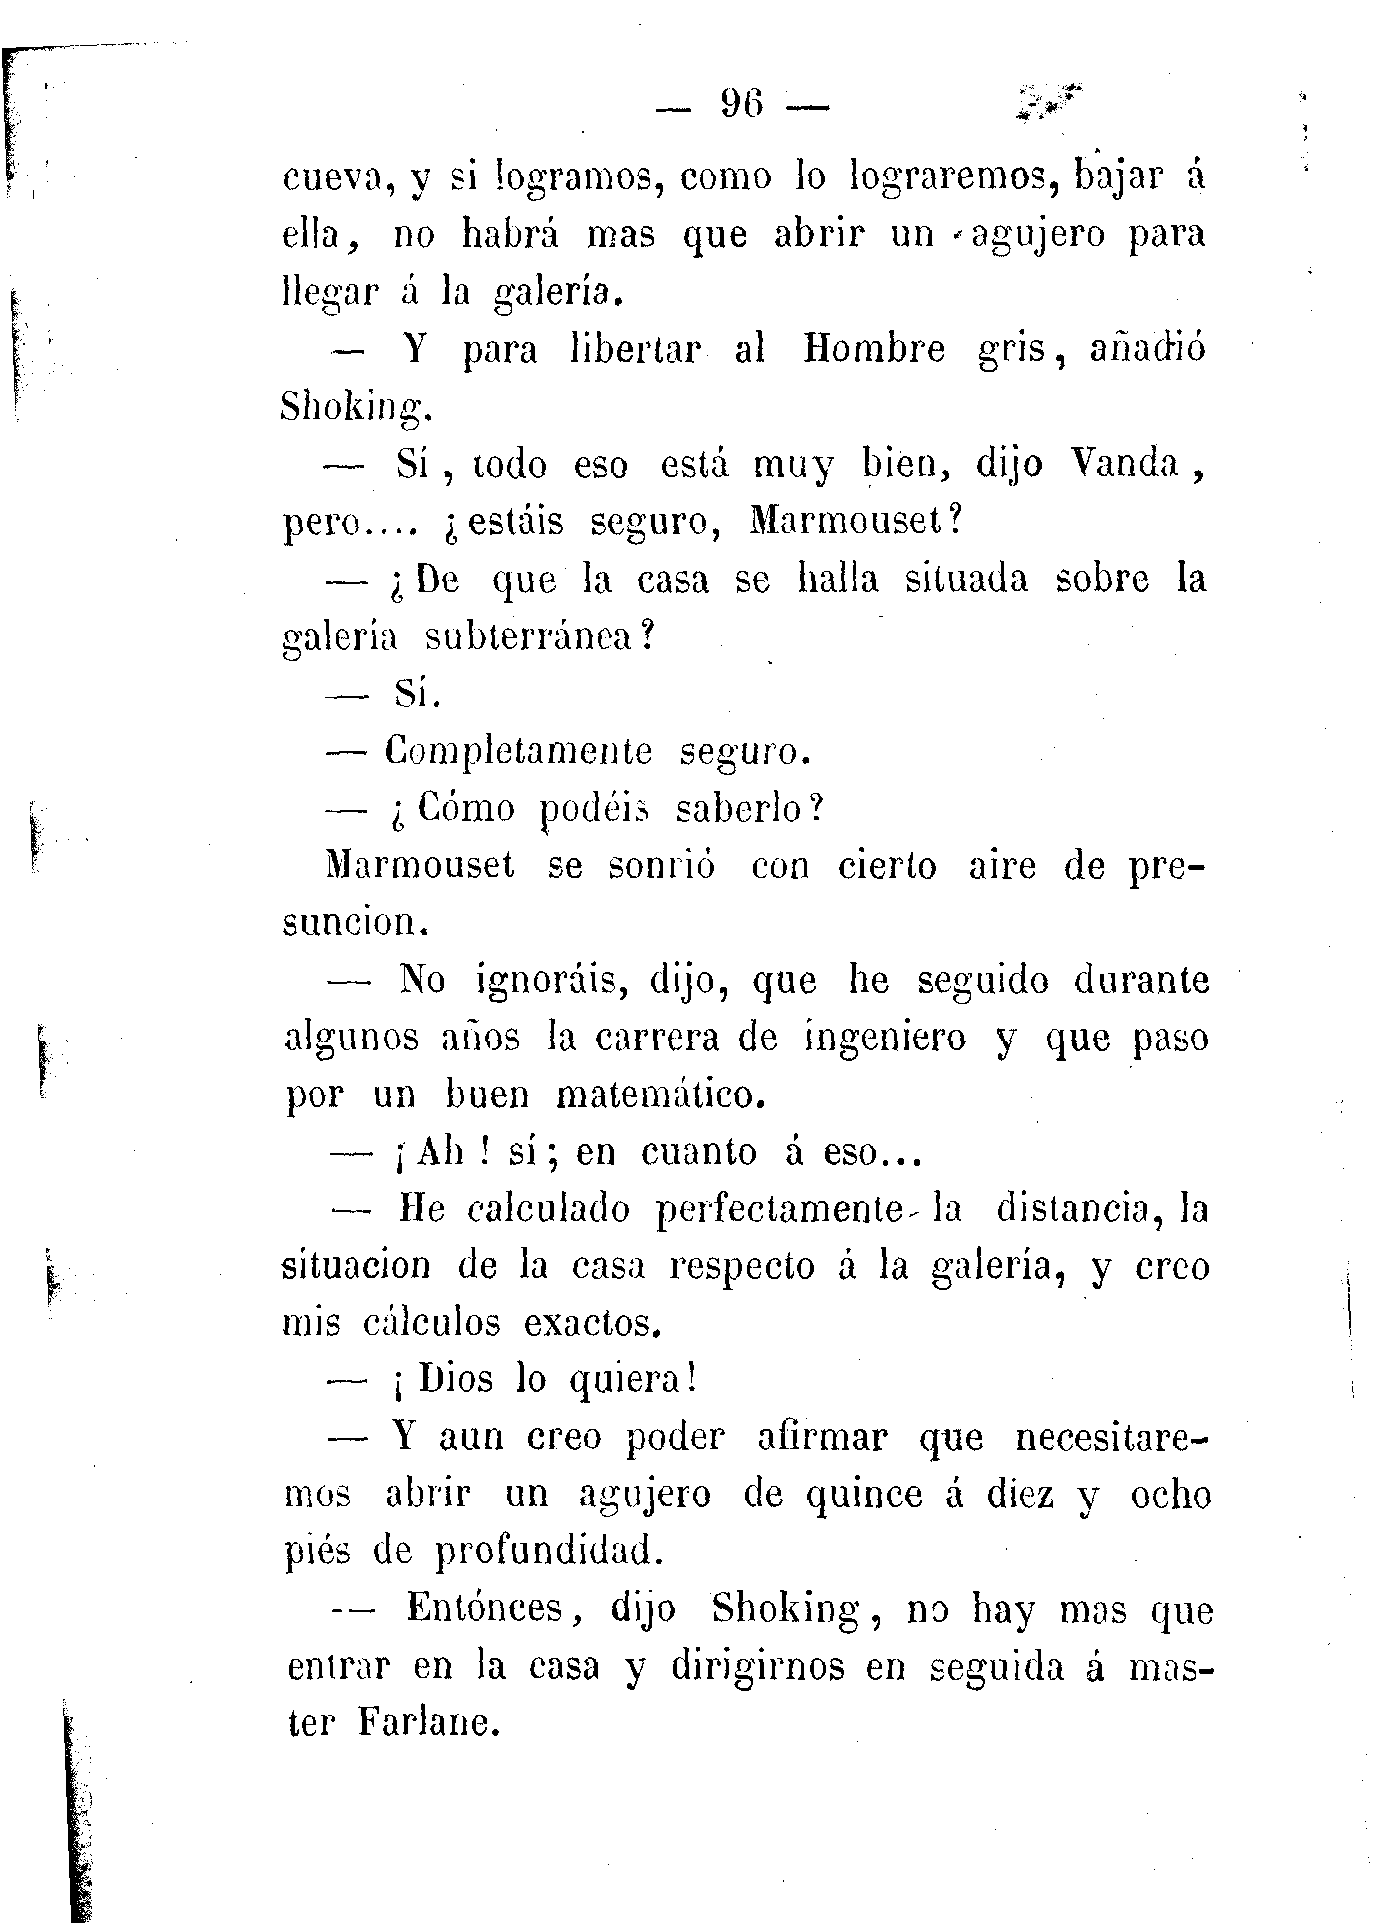 — 96 —
cueva, y si logramos, como lo lograremos, bajar á
ella, no habrá mas que abrir un agujero para
llegar á la galería.
— Y para libertar al Hombre gris, añadió
Shoking.
— Sí, todo eso está muy bien, dijo Vanda,
pero.... ¿estáis seguro, Marmouset?
— ¿De que la casa se halla situada sobre la
galería subterránea?
— Sí.
— Completamente seguro.
— ¿Cómo podéis saberlo?
Marmouset se sonrió con cierto aire de pre-
suncion.
— No ignoráis, dijo, que he seguido durante
algunos años la carrera de ingeniero y que paso
por un buen matemático.
— ¡Ah! sí; en cuanto á eso...
— He calculado perfectamente la distancia, la
situacion de la casa respecto á la galería, y creo
mis cálculos exactos.
— ¡Dios lo quiera!
— Y aun creo poder afirmar que necesitare-
mos abrir un agujero de quince á diez y ocho
piés de profundidad.
— Entónces, dijo Shoking, no hay mas que
entrar en la casa y dirigirnos en seguida á mas-
ter Farlane.